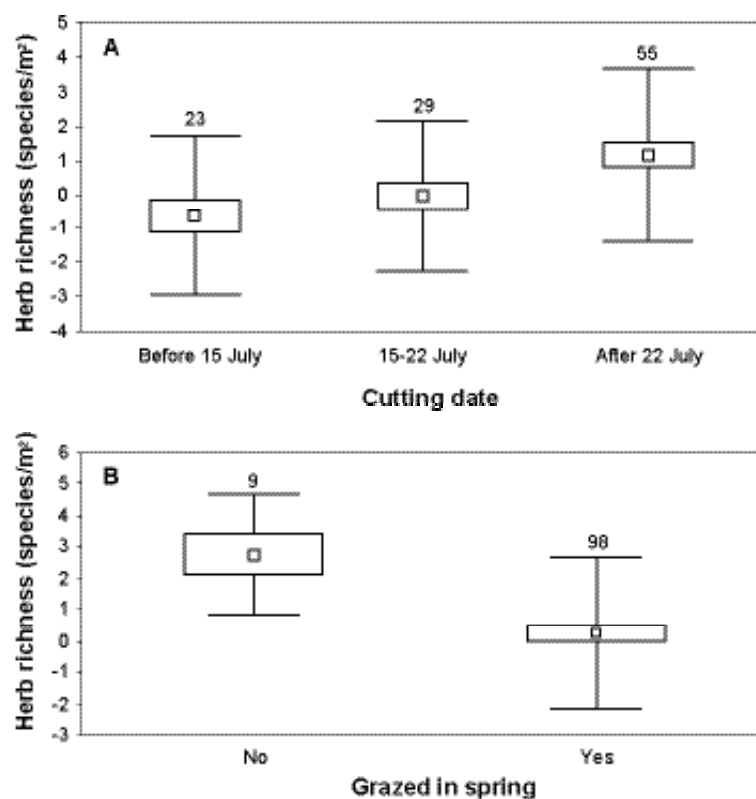 A
Herb richness (species/m²)
5
4
3
2
1
0
-1
-2
-3
-4
23
29
55
Before 15 July
15-22 July
After 22 July
Cutting date
B
Herb richness (species/m²)
6
5
4
3
2
1
0
-1
-2
-3
9
98
No
Yes
Grazed in spring